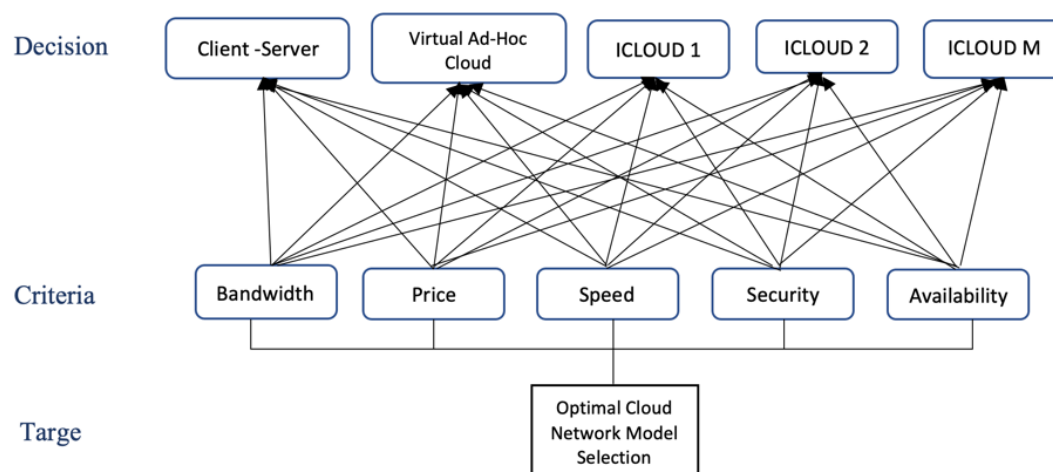 Decision
Client -Server
Virtual Ad-Hoc
Cloud
ICLOUD 1
ICLOUD 2
ICLOUD M
Criteria
Bandwidth
Price
Speed
Security
Availability
Targe
Optimal Cloud
Network Model
Selection